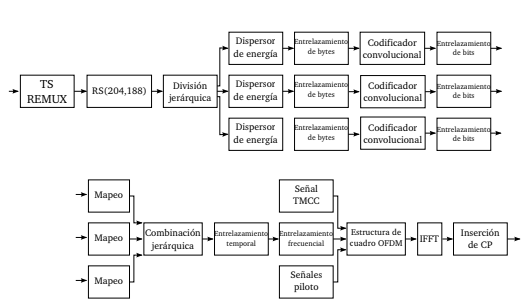 Dispersor
de energía
Entrelazamiento
de bytes
Codificador
convolucional
Entrelazamiento
de bits
TS
REMUX
RS(204,188)
División
jerárquica
Dispersor
de energía
Entrelazamiento
de bytes
Codificador
convolucional
Entrelazamiento
de bits
Dispersor
de energía
Entrelazamiento
de bytes
Codificador
convolucional
Entrelazamiento
de bits
Mapeo
Señal
TMCC
Mapeo
Combinación
jerárquica
Entrelazamiento
temporal
Entrelazamiento
frecuencial
Estructura de
cuadro OFDM
IFFT
Inserción
de CP
Mapeo
Señales
piloto